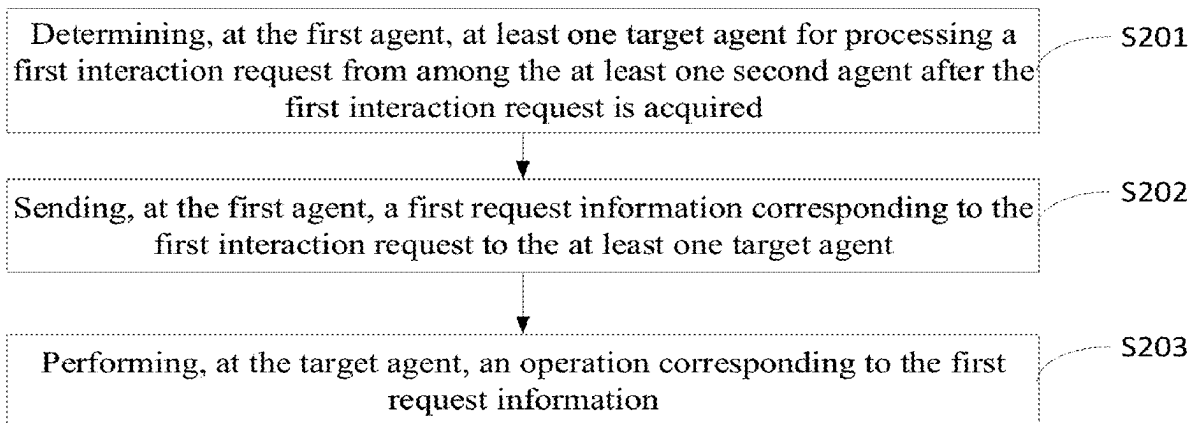 Determining, at the first agent, at least one target agent for processing a
first interaction request from among the at least one second agent after the
first interaction request is acquired
S201
Sending, at the first agent, a first request information corresponding to the
first interaction request to the at least one target agent
S202
Performing, at the target agent, an operation corresponding to the first
request information
S203